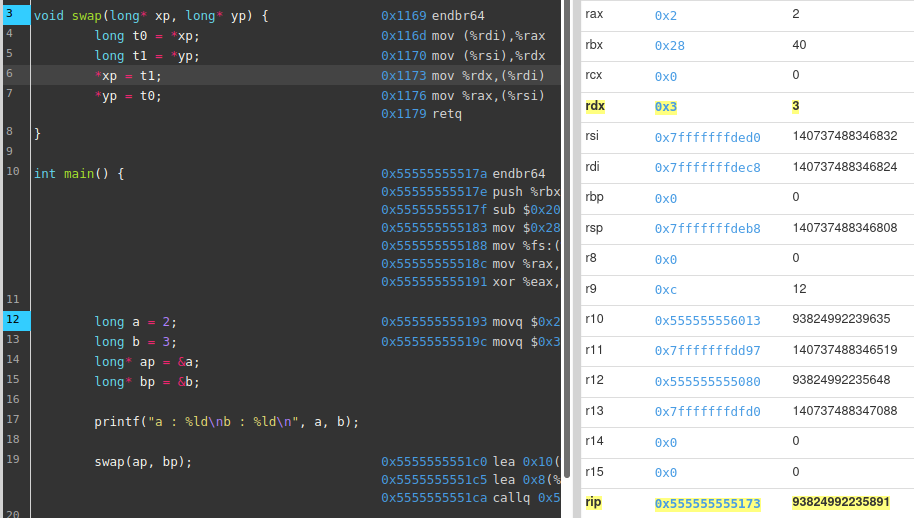 3 void swap(long* xp, long* yp) { 0x1169 endbr64
4 long t0 = *xp; 0x116d mov (%rdi),%rax
5 long t1 = *yp; 0x1170 mov (%rsi),%rdx
6 *xp = t1; 0x1173 mov %rdx,(%rdi)
7 *yp = t0; 0x1176 mov %rax,(%rsi)
0x1179 retq
8 }
9
10 int main() { 0x55555555517a endbr64
0x55555555517e push %rbx
0x55555555517f sub $0x20
0x555555555183 mov $0x28
0x555555555188 mov %fs:(
0x55555555518c mov %rax,
0x555555555191 xor %eax,
11
12 long a = 2; 0x555555555193 movq $0x2
13 long b = 3; 0x55555555519c movq $0x3
14 long* ap = &a;
15 long* bp = &b;
16
17 printf("a : %ld\nb : %ld\n", a, b);
18
19 swap(ap, bp); 0x5555555551c0 lea 0x10(
0x5555555551c5 lea 0x8(%
0x5555555551ca callq 0x5
20
rax 0x2 2
rbx 0x28 40
rcx 0x0 0
rdx 0x3 3
rsi 0x7fffffffded0 140737488346832
rdi 0x7fffffffdec8 140737488346824
rbp 0x0 0
rsp 0x7fffffffdeb8 140737488346808
r8 0x0 0
r9 0xc 12
r10 0x555555556013 93824992239635
r11 0x7fffffffdd97 140737488346519
r12 0x555555555080 93824992235648
r13 0x7fffffffdfd0 140737488347088
r14 0x0 0
r15 0x0 0
rip 0x555555555173 93824992235891